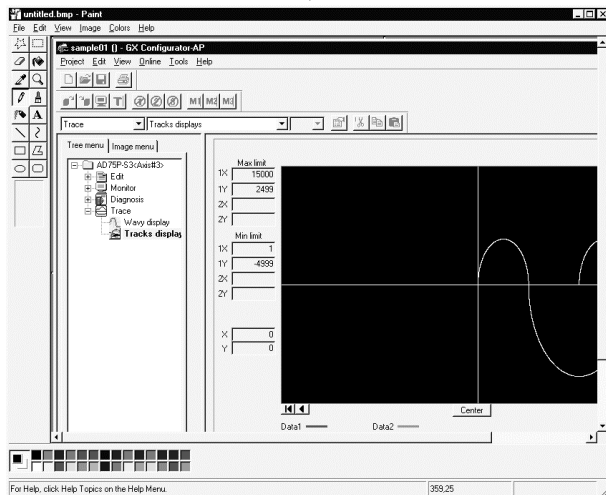 untitled.bmp - Paint
File Edit View Image Colors Help
sample01 () - GX Configurator-AP
Project Edit View Online Tools Help
M1 M2 M3
Trace Tracks displays
Tree menu Image menu
AD75P-S3<Axis#3>
Edit
Monitor
Diagnosis
Trace
Wavy display
Tracks displays
Max limit
1X 15000
1Y 2499
2X
2Y
Min limit
1X 1
1Y -4999
2X
2Y
X 0
Y 0
Center
Data1 Data2
For Help, click Help Topics on the Help Menu. 359,25